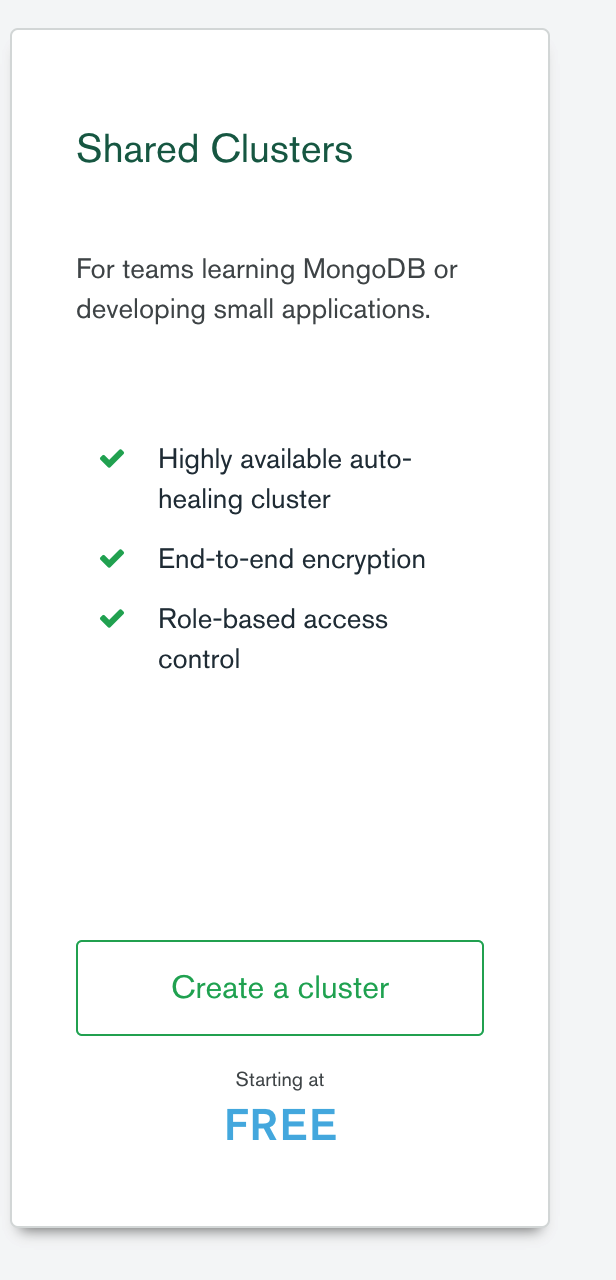 Shared Clusters
For teams learning MongoDB or
developing small applications.
Highly available auto-
healing cluster
End-to-end encryption
Role-based access
control
Create a cluster
Starting at
FREE